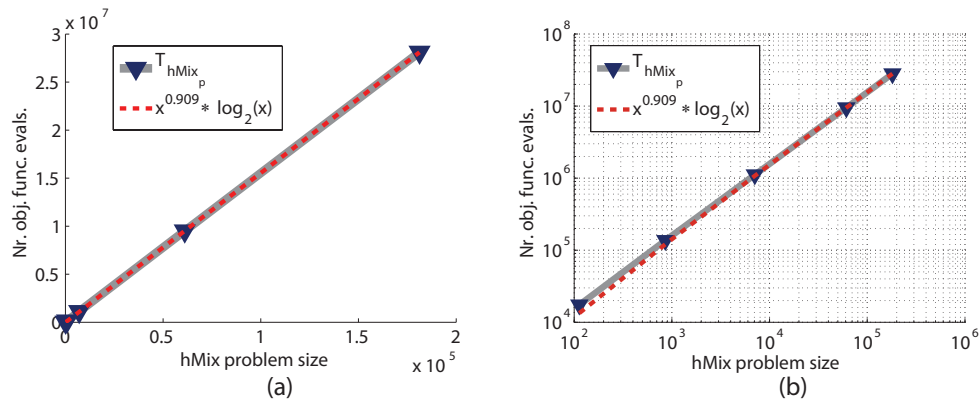 x 10^7
3
2.5
2
1.5
1
0.5
0
0 0.5 1 1.5 2
x 10^5
Nr. obj. func. evals.
hMix problem size
T_hMix_p
x^0.909 * log_2(x)
(a)
10^8
10^7
10^6
10^5
10^4
10^2 10^3 10^4 10^5 10^6
Nr. obj. func. evals.
hMix problem size
T_hMix_p
x^0.909 * log_2(x)
(b)